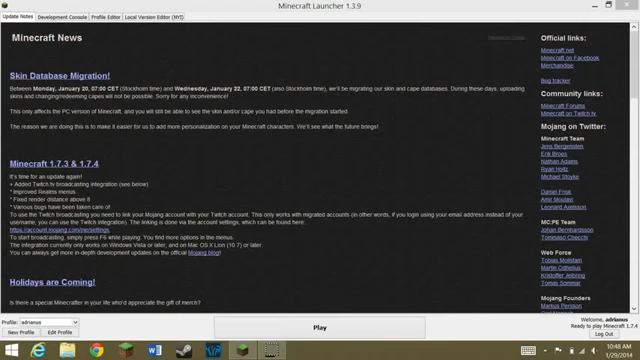 Minecraft Launcher 1.3.9
Update Notes
Development Console
Profile Editor
Local Version Editor (NYI)
Minecraft News
Official links:
Minecraft.net
Minecraft on Facebook
Merchandise
Bug tracker
Community links:
Minecraft Forums
Minecraft on Twitch.tv
Mojang on Twitter:
Minecraft Team
Jens Bergensten
Erik Broes
Nathan Adams
Ryan Holtz
Michael Stoyke
Daniel Frisk
Amir Moulavi
Leonard Axelsson
MC:PE Team
Johan Bernhardsson
Tommaso Checchi
Web Force
Tobias Mollstam
Martin Odhelius
Kristoffer Jelbring
Tomas Sommar
Mojang Founders
Markus Persson
Skin Database Migration!
Between Monday, January 20, 07:00 CET (Stockholm time) and Wednesday, January 22, 07:00 CET (also Stockholm time), we'll be migrating our skin and cape databases. During these days, uploading
skins and changing/redeeming capes will not be possible. Sorry for any inconvenience!
This only affects the PC version of Minecraft, and you will still be able to see the skin and/or cape you had before the migration started.
The reason we are doing this is to make it easier for us to add more personalization on your Minecraft characters. We'll see what the future brings!
Minecraft 1.7.3 & 1.7.4
It's time for an update again!
+ Added Twitch.tv broadcasting integration (see below)
* Improved Realms menus
* Fixed render distance above 8
* Various bugs have been taken care of
To use the Twitch broadcasting you need to link your Mojang account with your Twitch account. This only works with migrated accounts (in other words, if you login using your email address instead of your
username, you can use the Twitch integration). The linking is done via the account settings, which can be found here:
https://account.mojang.com/me/settings
To start broadcasting, simply press F6 while playing. You find more options in the menus.
The integration currently only works on Windows Vista or later, and on Mac OS X Lion (10.7) or later.
You can always get more in-depth development updates on the official Mojang blog!
Holidays are Coming!
Is there a special Minecrafter in your life who'd appreciate the gift of merch?
Profile: adrianus
New Profile
Edit Profile
Play
Welcome, adrianus
Ready to play Minecraft 1.7.4
Log Out
10:48 AM
1/29/2014